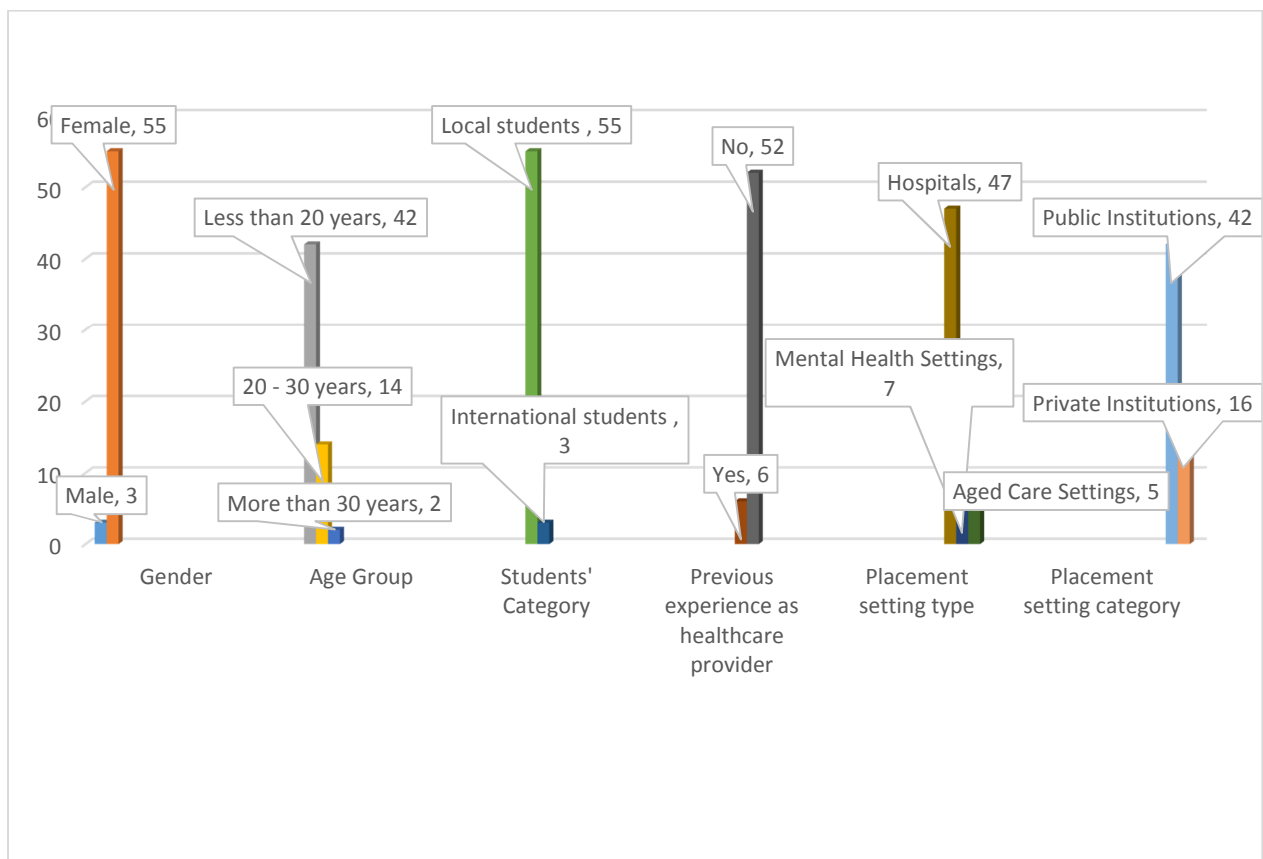 60
Female, 55
Local students , 55
No, 52
Hospitals, 47
50
Less than 20 years, 42
Public Institutions, 42
40
30
Mental Health Settings,
7
20 - 30 years, 14
20
International students ,
3
Private Institutions, 16
10
Male, 3
More than 30 years, 2
Yes, 6
Aged Care Settings, 5
0
Gender
Age Group
Students'
Category
Previous
experience as
healthcare
provider
Placement
setting type
Placement
setting category